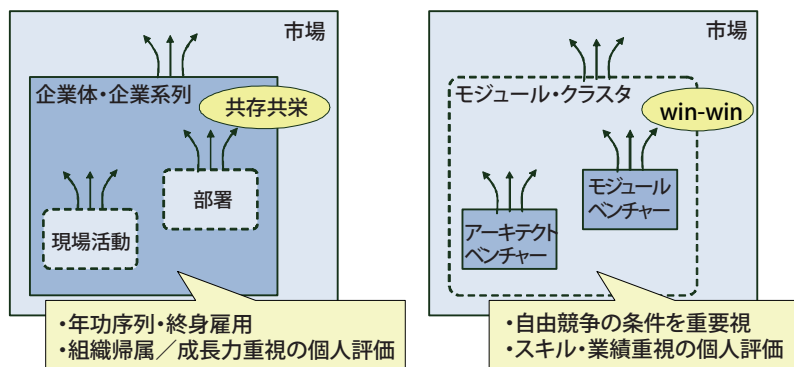 市場
企業体・企業系列
共存共栄
部署
現場活動
・年功序列・終身雇用
・組織帰属／成長力重視の個人評価
市場
モジュール・クラスタ
win-win
モジュール
ベンチャー
アーキテクト
ベンチャー
・自由競争の条件を重要視
・スキル・業績重視の個人評価